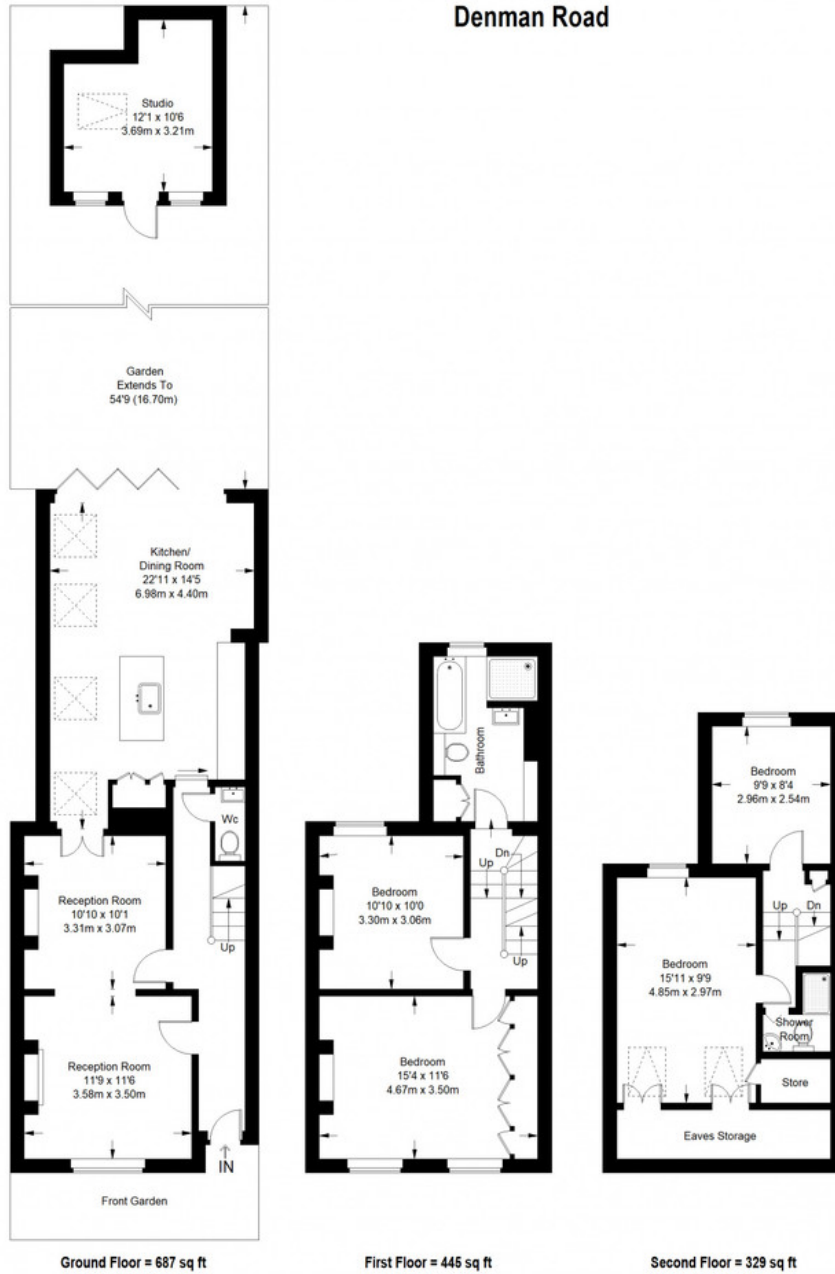 Denman Road
Studio
12'1 x 10'6
3.69m x 3.21m
Garden
Extends To
54'9 (16.70m)
Kitchen/
Dining Room
22'11 x 14'5
6.98m x 4.40m
Wc
Reception Room
10'10 x 10'1
3.31m x 3.07m
Up
Reception Room
11'9 x 11'6
3.58m x 3.50m
IN
Front Garden
Ground Floor = 687 sq ft
Bathroom
Dn
Up
Bedroom
10'10 x 10'0
3.30m x 3.06m
Up
Bedroom
15'4 x 11'6
4.67m x 3.50m
First Floor = 445 sq ft
Bedroom
9'9 x 8'4
2.96m x 2.54m
Up
Dn
Bedroom
15'11 x 9'9
4.85m x 2.97m
Shower
Room
Store
Eaves Storage
Second Floor = 329 sq ft